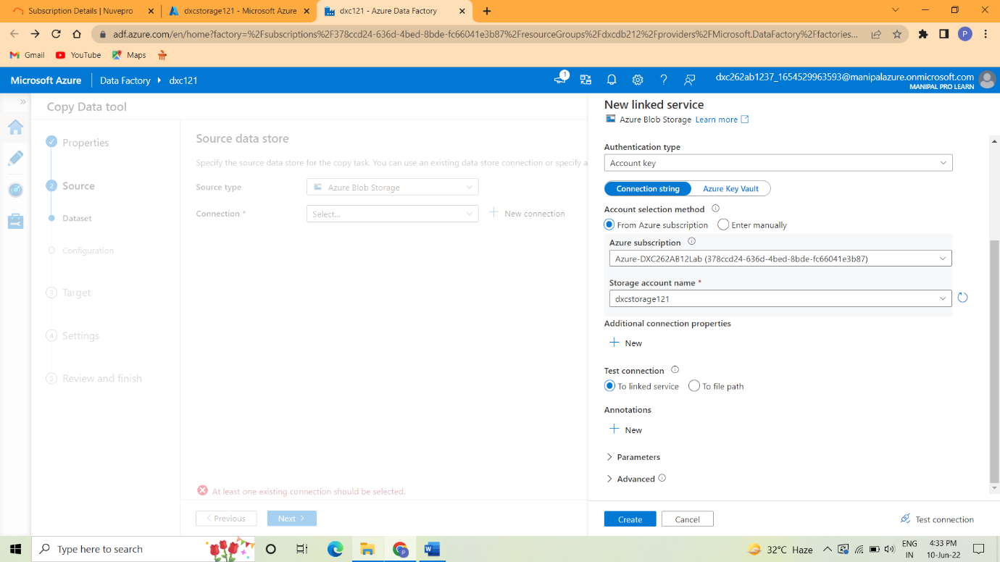 Subscription Details | Nuvepro
dxcstorage121 - Microsoft Azure
dxc121 - Azure Data Factory
adf.azure.com/en/home?factory=%2Fsubscriptions%2F378ccd24-636d-4bed-8bde-fc66041e3b87%2FresourceGroups%2Fdxcdb212%2Fproviders%2FMicrosoft.DataFactory%2Ffactories...
P
Gmail
YouTube
Maps
Microsoft Azure
Data Factory
dxc121
1
dxc262ab1237_1654529963593@manipalazure.onmicrosoft.com
MANIPAL PRO LEARN
Copy Data tool
Properties
2 Source
Dataset
Configuration
3 Target
4 Settings
5 Review and finish
Source data store
Specify the source data store for the copy task. You can use an existing data store connection or specify a
Source type
Azure Blob Storage
Connection *
Select...
New connection
At least one existing connection should be selected.
Previous
Next
New linked service
Azure Blob Storage Learn more
Authentication type
Account key
Connection string
Azure Key Vault
Account selection method
From Azure subscription
Enter manually
Azure subscription
Azure-DXC262AB12Lab (378ccd24-636d-4bed-8bde-fc66041e3b87)
Storage account name *
dxcstorage121
Additional connection properties
New
Test connection
To linked service
To file path
Annotations
New
Parameters
Advanced
Create
Cancel
Test connection
Type here to search
32°C Haze
ENG
IN
4:33 PM
10-Jun-22